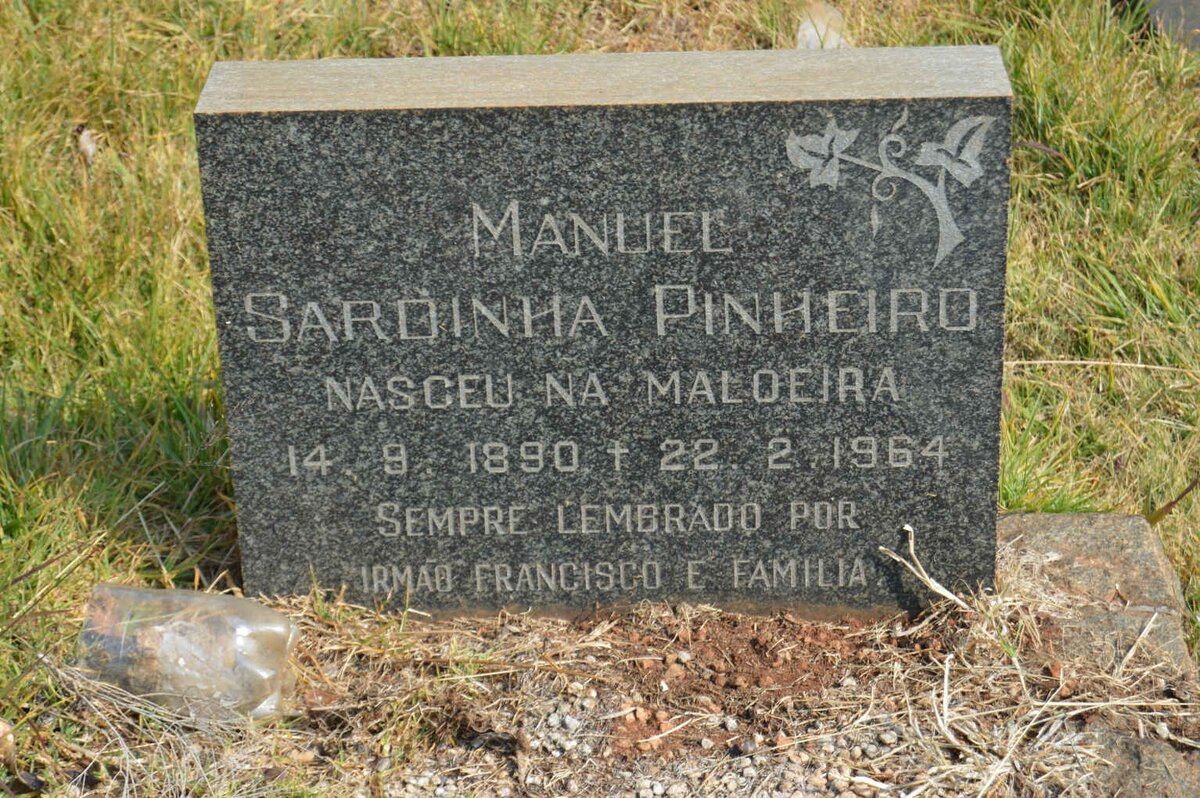 MANUEL
SARDINHA PINHEIRO
NASCEU NA MALOEIRA
14. 9. 1890 † 22. 2. 1964
SEMPRE LEMBRADO POR
IRMÃO FRANCISCO E FAMILIA